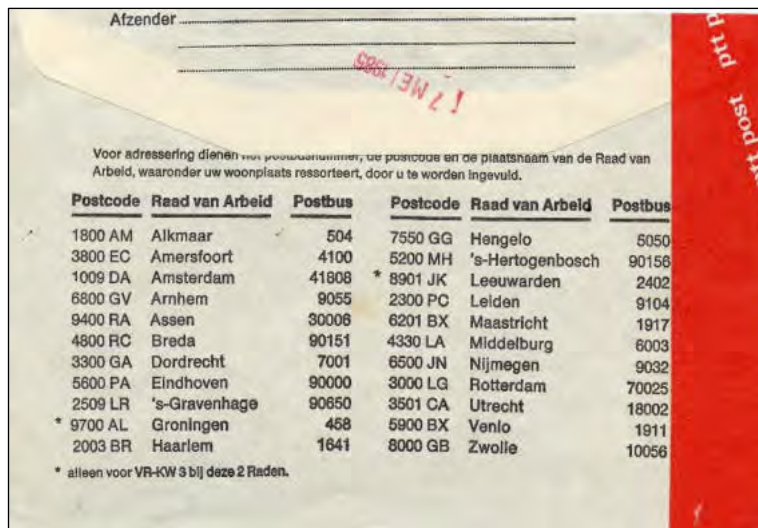 Afzender
17 MEI 1985
ptt post
ptt post
Voor adressering dienen het postbusnummer, de postcode en de plaatsnaam van de Raad van
Arbeid, waaronder uw woonplaats ressorteert, door u te worden ingevuld.
Postcode Raad van Arbeid Postbus Postcode Raad van Arbeid Postbus
1800 AM Alkmaar 504 7550 GG Hengelo 5050
3800 EC Amersfoort 4100 5200 MH 's-Hertogenbosch 90156
1009 DA Amsterdam 41808 * 8901 JK Leeuwarden 2402
6800 GV Arnhem 9055 2300 PC Leiden 9104
9400 RA Assen 30006 6201 BX Maastricht 1917
4800 RC Breda 90151 4330 LA Middelburg 6003
3300 GA Dordrecht 7001 6500 JN Nijmegen 9032
5600 PA Eindhoven 90000 3000 LG Rotterdam 70025
2509 LR 's-Gravenhage 90650 3501 CA Utrecht 18002
* 9700 AL Groningen 458 5900 BX Venlo 1911
2003 BR Haarlem 1641 8000 GB Zwolle 10056
* alleen voor VR-KW 3 bij deze 2 Raden.